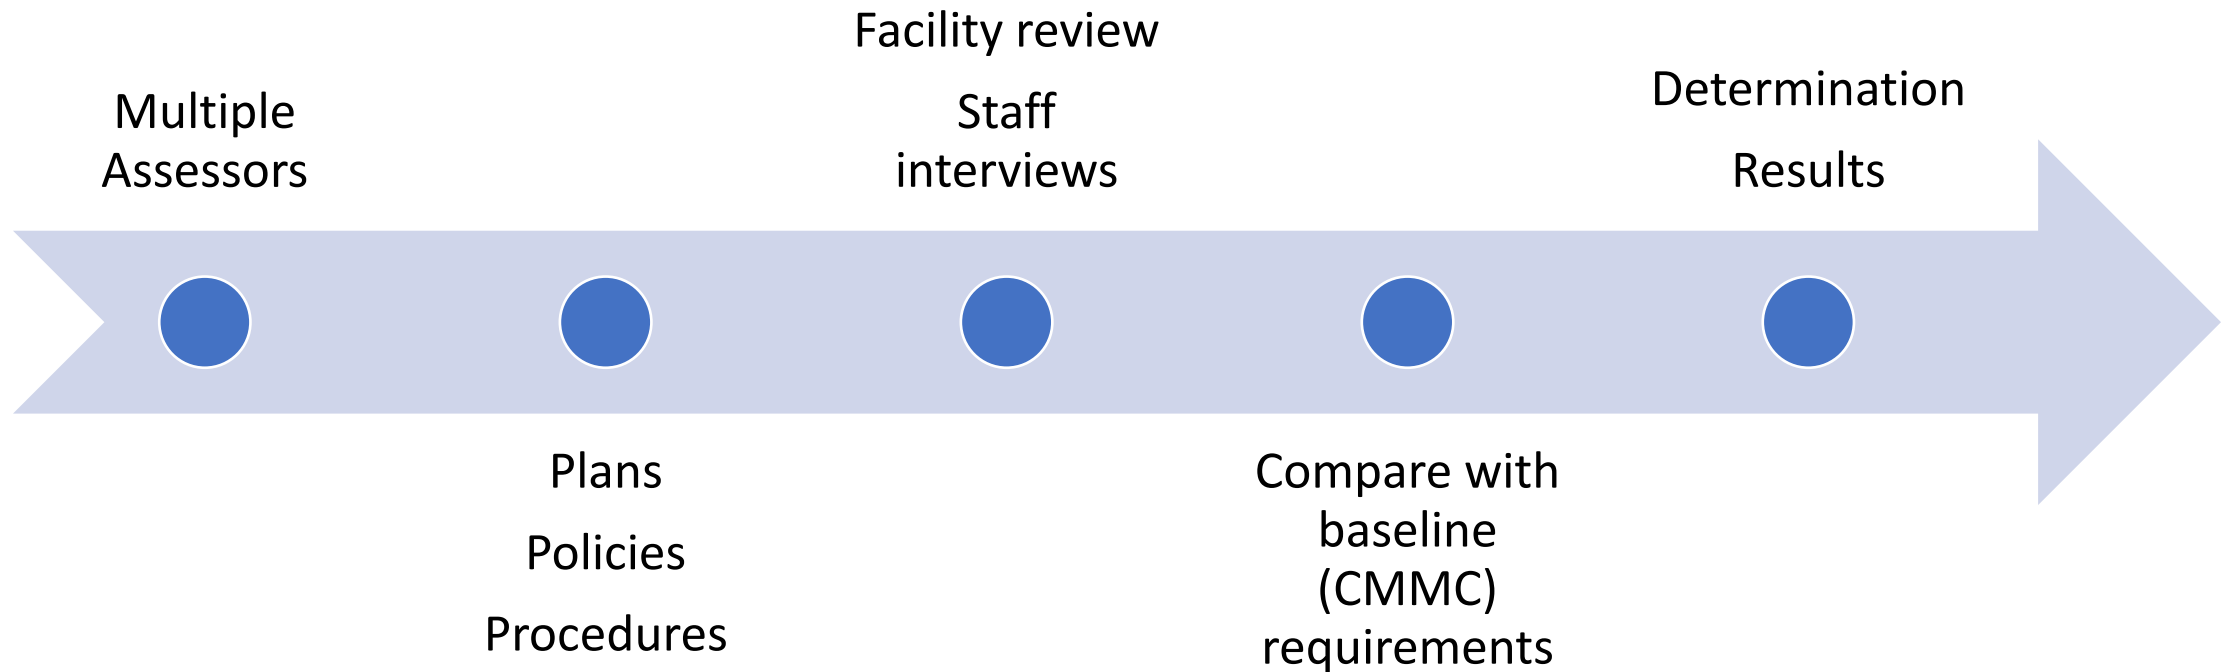 Multiple
Assessors
Plans
Policies
Procedures
Facility review
Staff
interviews
Compare with
baseline
(CMMC)
requirements
Determination
Results